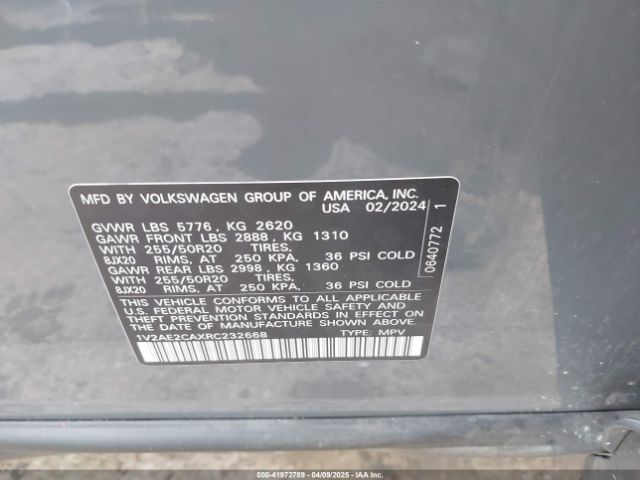 MFD BY VOLKSWAGEN GROUP OF AMERICA, INC.
USA 02/2024
GVWR LBS 5776, KG 2620
GAWR FRONT LBS 2888, KG 1310
WITH 255/50R20 TIRES,
8JX20 RIMS, AT 250 KPA, 36 PSI COLD
GAWR REAR LBS 2998, KG 1360
WITH 255/50R20 TIRES,
8JX20 RIMS, AT 250 KPA, 36 PSI COLD
THIS VEHICLE CONFORMS TO ALL APPLICABLE
U.S. FEDERAL MOTOR VEHICLE SAFETY, AND
THEFT PREVENTION STANDARDS IN EFFECT
ON THE DATE OF MANUFACTURE SHOWN ABOVE.
1V2AE2CAXRC232668 TYPE: MPV
0640772 1
000-41972789 04/09/2025 IAA Inc.